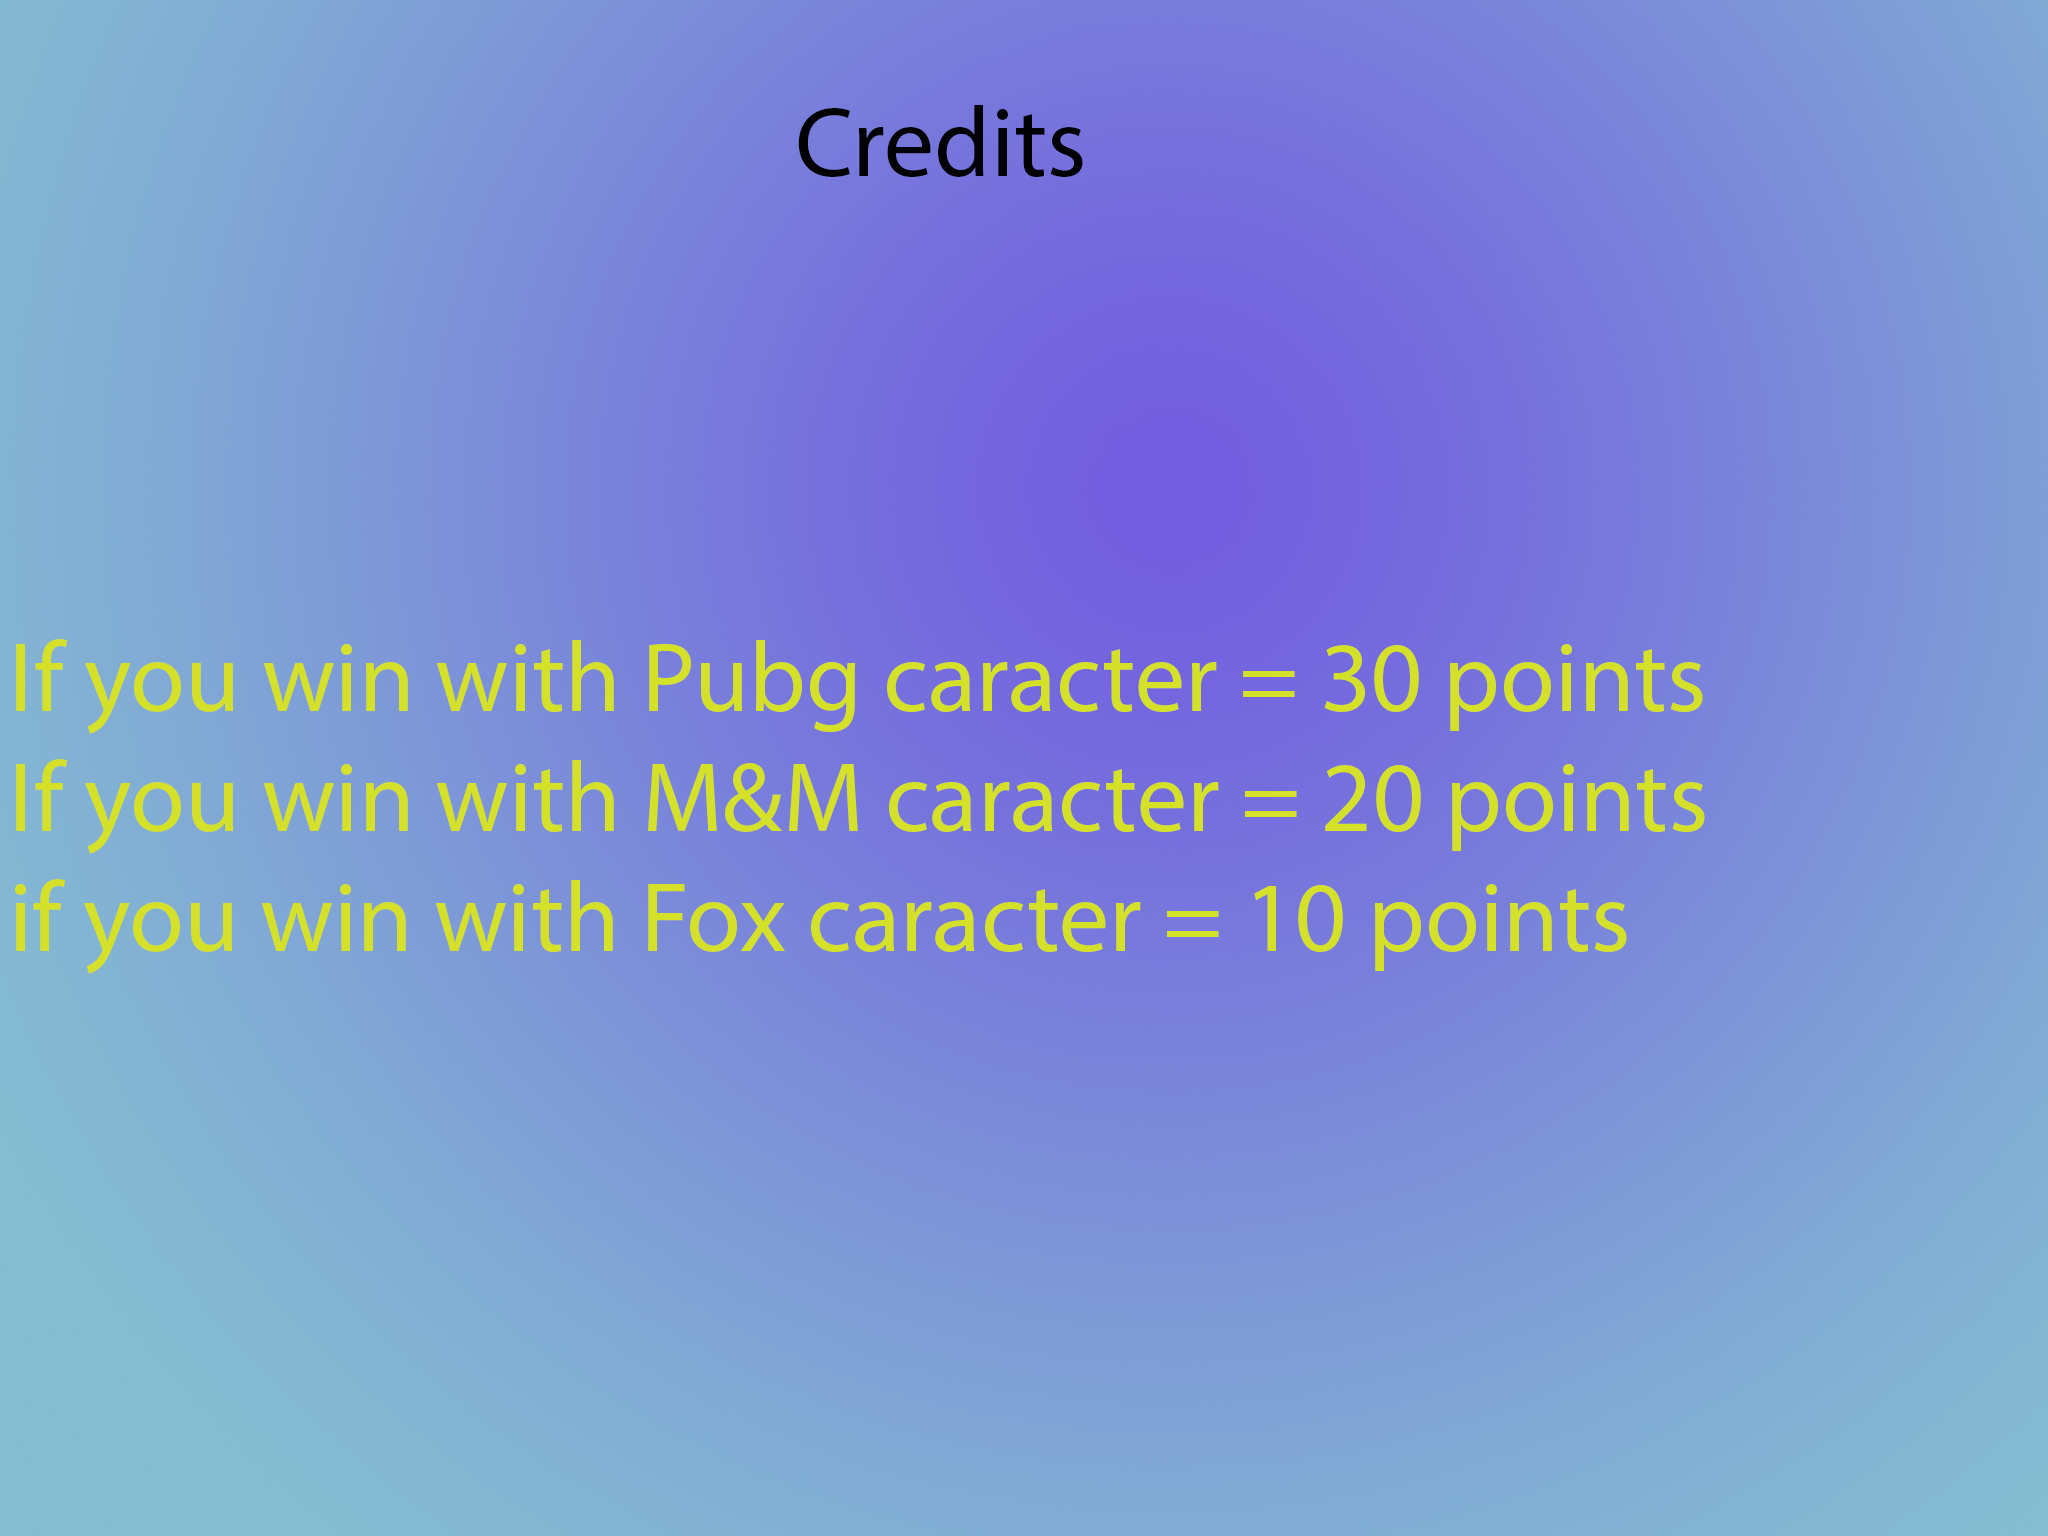 Credits
If you win with Pubg caracter = 30 points
If you win with M&M caracter = 20 points
if you win with Fox caracter = 10 points